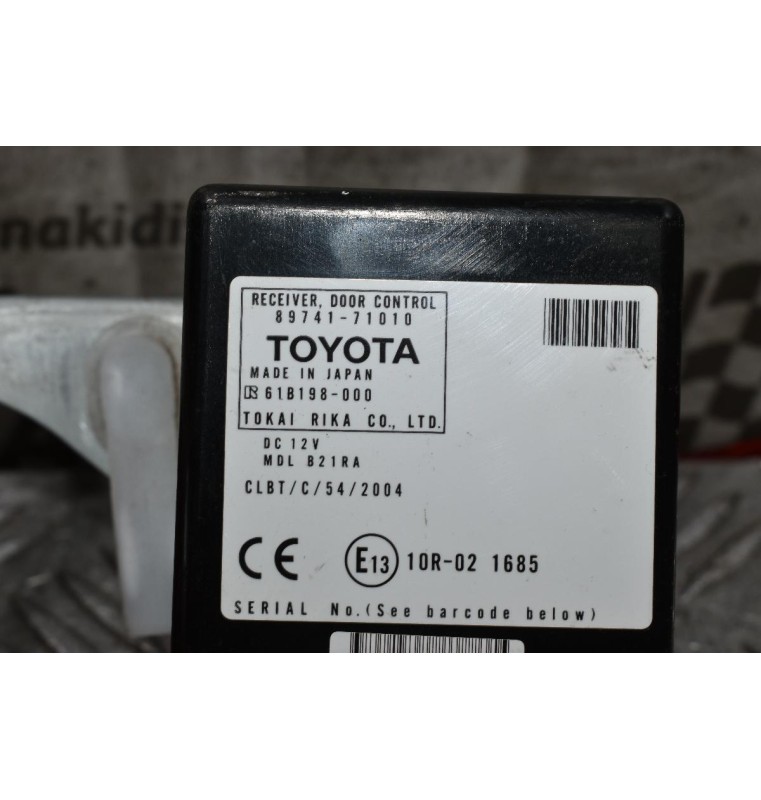 nakidi
RECEIVER, DOOR CONTROL
89741-71010
TOYOTA
MADE IN JAPAN
R 61B198-000
TOKAI RIKA CO., LTD.
DC 12V
MDL B21RA
CLBT/C/54/2004
CE E13 10R-02 1685
SERIAL No.(See barcode below)